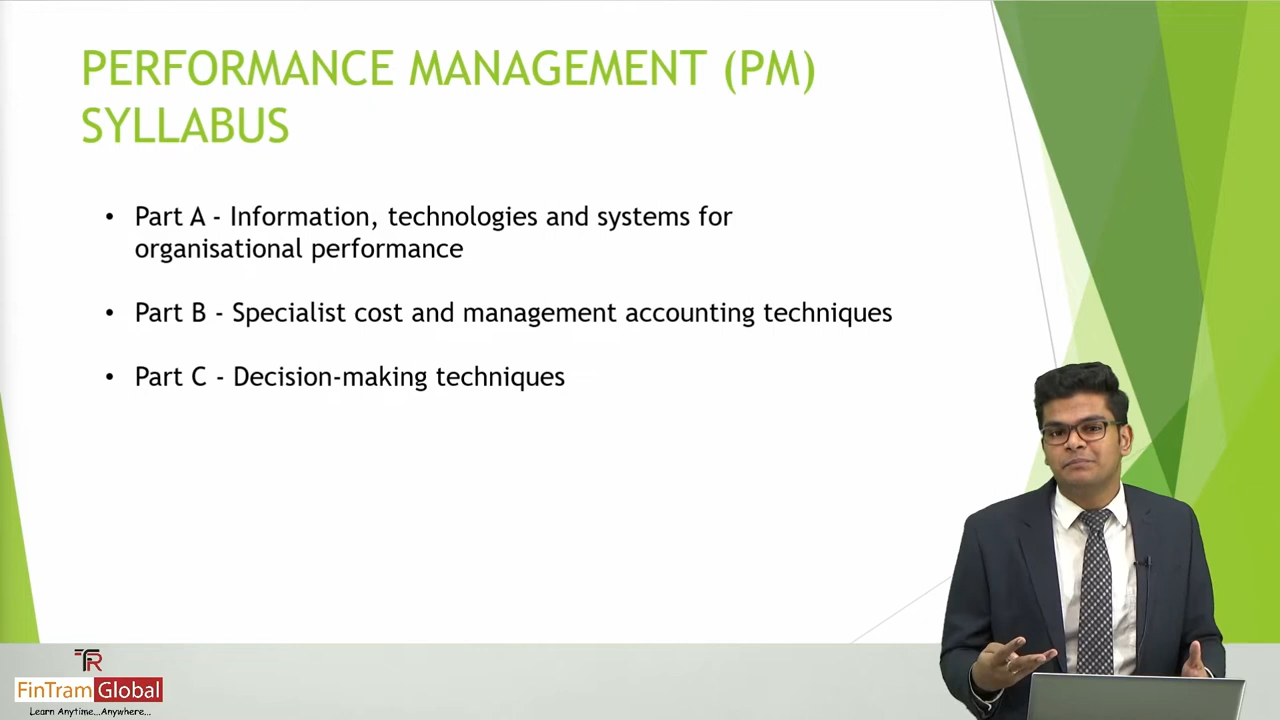 PERFORMANCE MANAGEMENT (PM)
SYLLABUS
• Part A - Information, technologies and systems for
organisational performance
• Part B - Specialist cost and management accounting techniques
• Part C - Decision-making techniques
TR
FinTram Global
Learn Anytime...Anywhere...